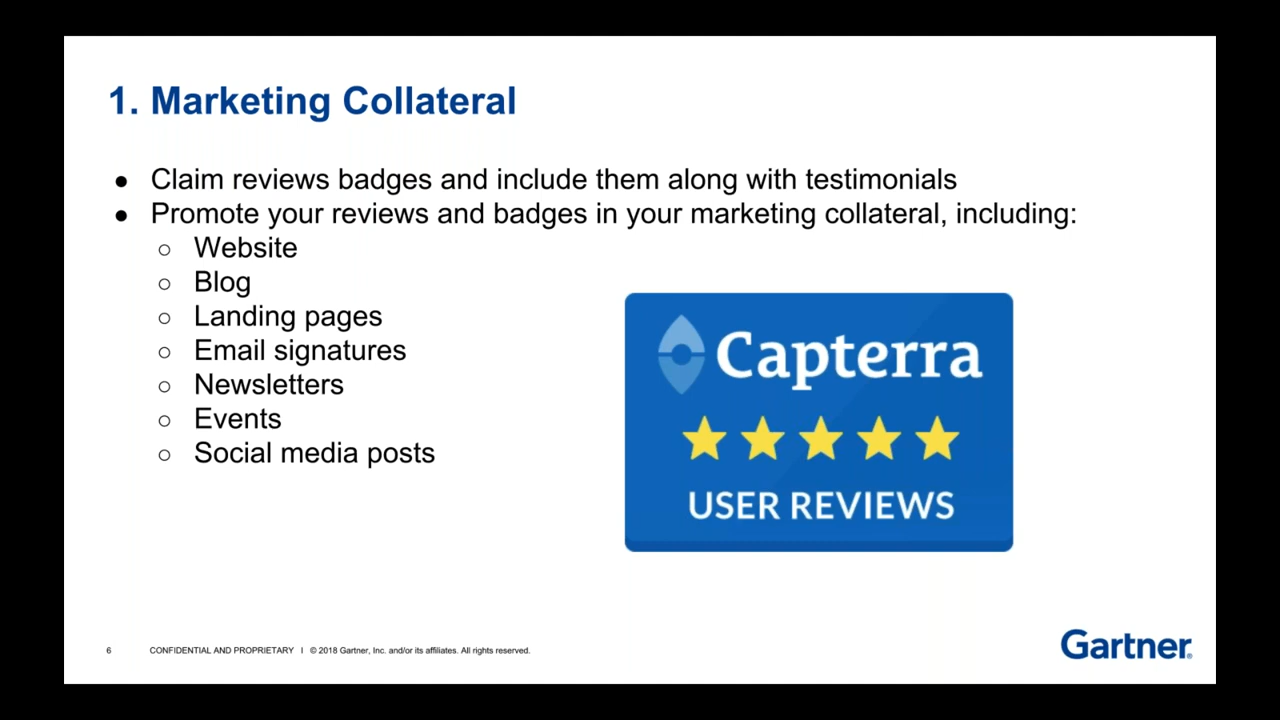 1. Marketing Collateral
● Claim reviews badges and include them along with testimonials
● Promote your reviews and badges in your marketing collateral, including:
○ Website
○ Blog
○ Landing pages
○ Email signatures
○ Newsletters
○ Events
○ Social media posts
Capterra
USER REVIEWS
6 CONFIDENTIAL AND PROPRIETARY I © 2018 Gartner, Inc. and/or its affiliates. All rights reserved.
Gartner®